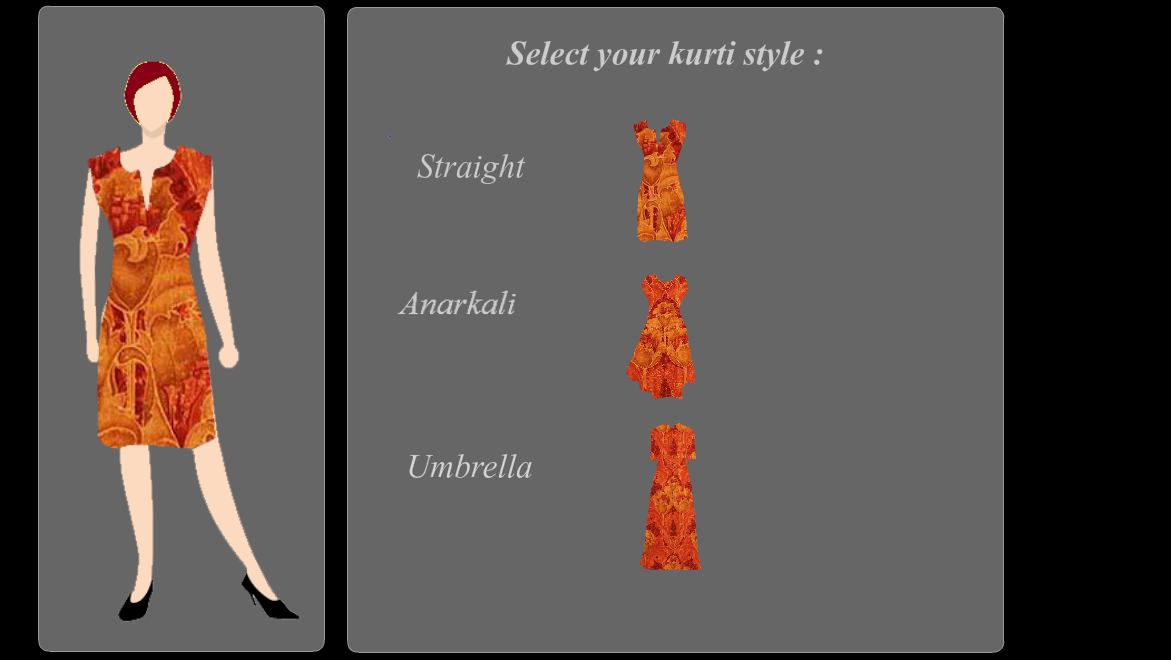 Select your kurti style :
Straight
Anarkali
Umbrella